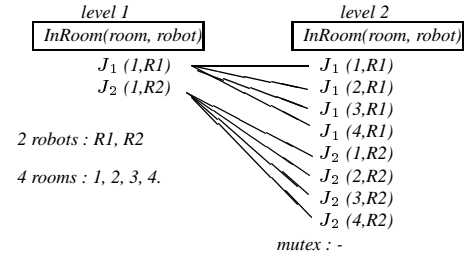 level 1
InRoom(room, robot)
J₁ (1,R1)
J₂ (1,R2)
2 robots : R1, R2
4 rooms : 1, 2, 3, 4.
level 2
InRoom(room, robot)
J₁ (1,R1)
J₁ (2,R1)
J₁ (3,R1)
J₁ (4,R1)
J₂ (1,R2)
J₂ (2,R2)
J₂ (3,R2)
J₂ (4,R2)
mutex : -